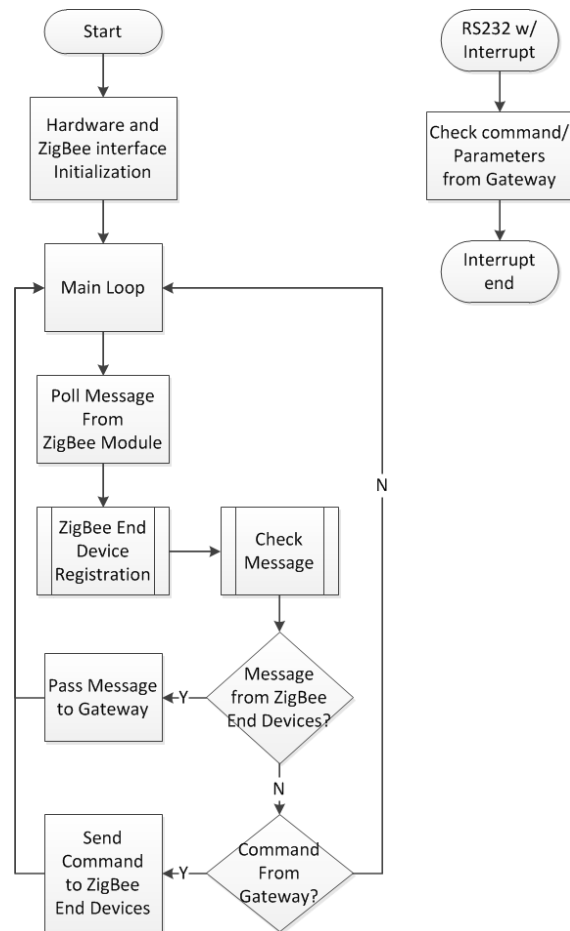 Start
Hardware and
ZigBee interface
Initialization
Main Loop
Poll Message
From
ZigBee Module
ZigBee End
Device
Registration
Check
Message
Message
from ZigBee
End Devices?
Y
Pass Message
to Gateway
N
Command
From
Gateway?
Y
Send
Command
to ZigBee
End Devices
N
RS232 w/
Interrupt
Check command/
Parameters
from Gateway
Interrupt
end